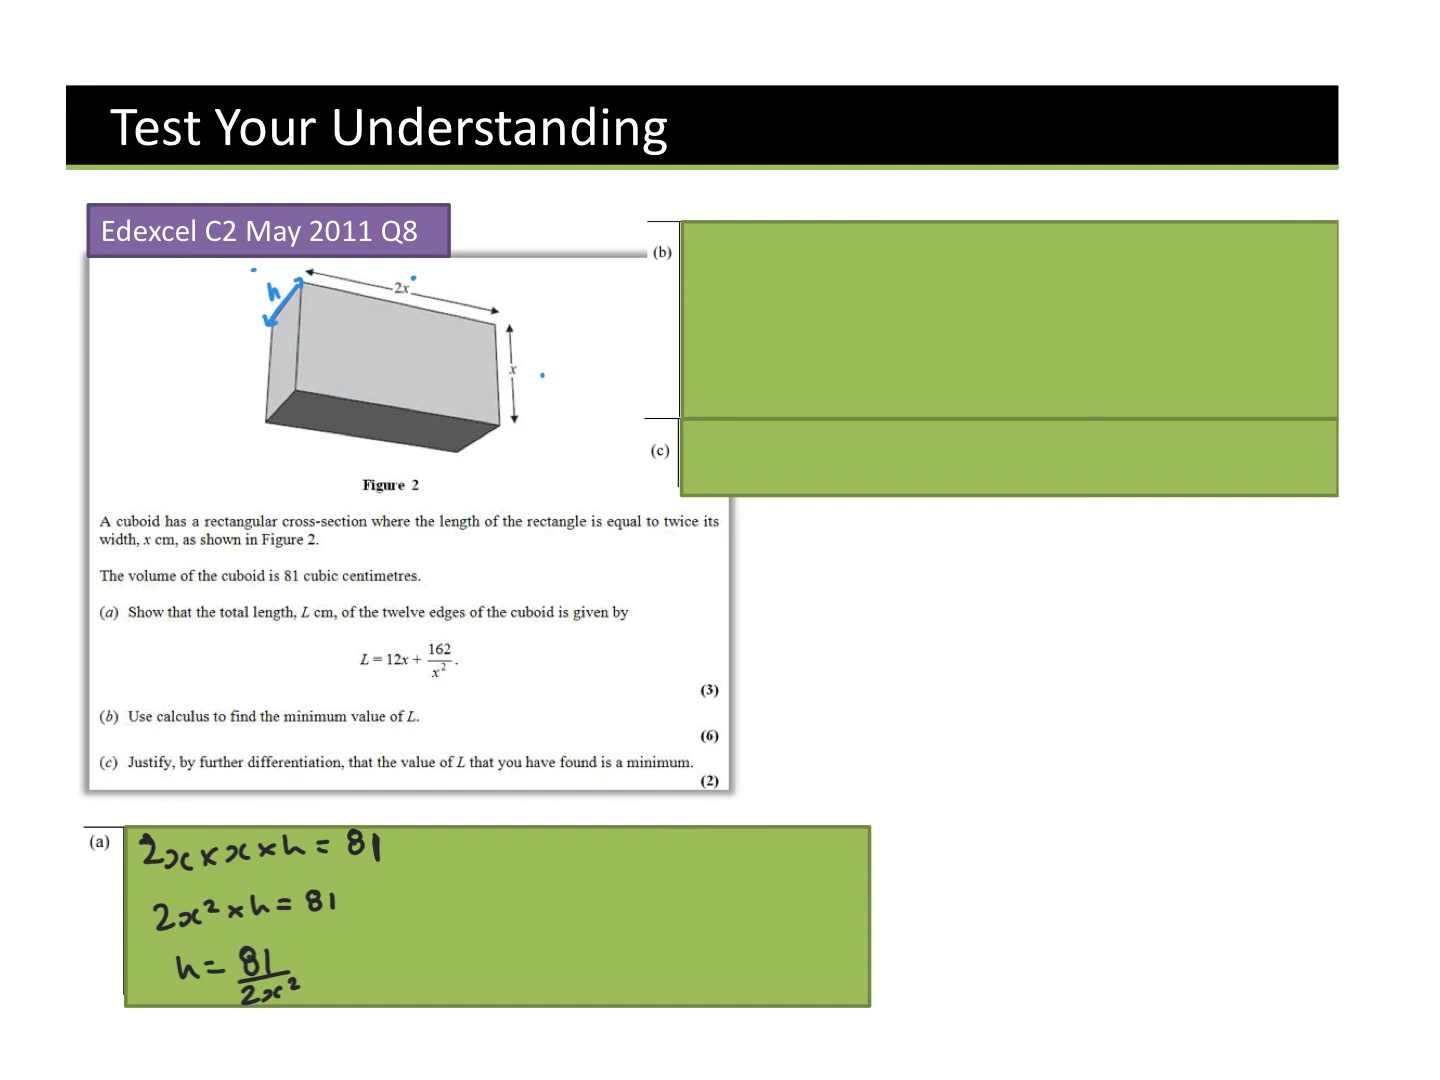 Test Your Understanding
Edexcel C2 May 2011 Q8
h
2x
x
Figure 2
A cuboid has a rectangular cross-section where the length of the rectangle is equal to twice its
width, x cm, as shown in Figure 2.
The volume of the cuboid is 81 cubic centimetres.
(a) Show that the total length, L cm, of the twelve edges of the cuboid is given by
L = 12x + 162/x².
(3)
(b) Use calculus to find the minimum value of L.
(6)
(c) Justify, by further differentiation, that the value of L that you have found is a minimum.
(2)
(b)
(c)
(a)
2x × x × h = 81
2x² × h = 81
h = 81/2x²